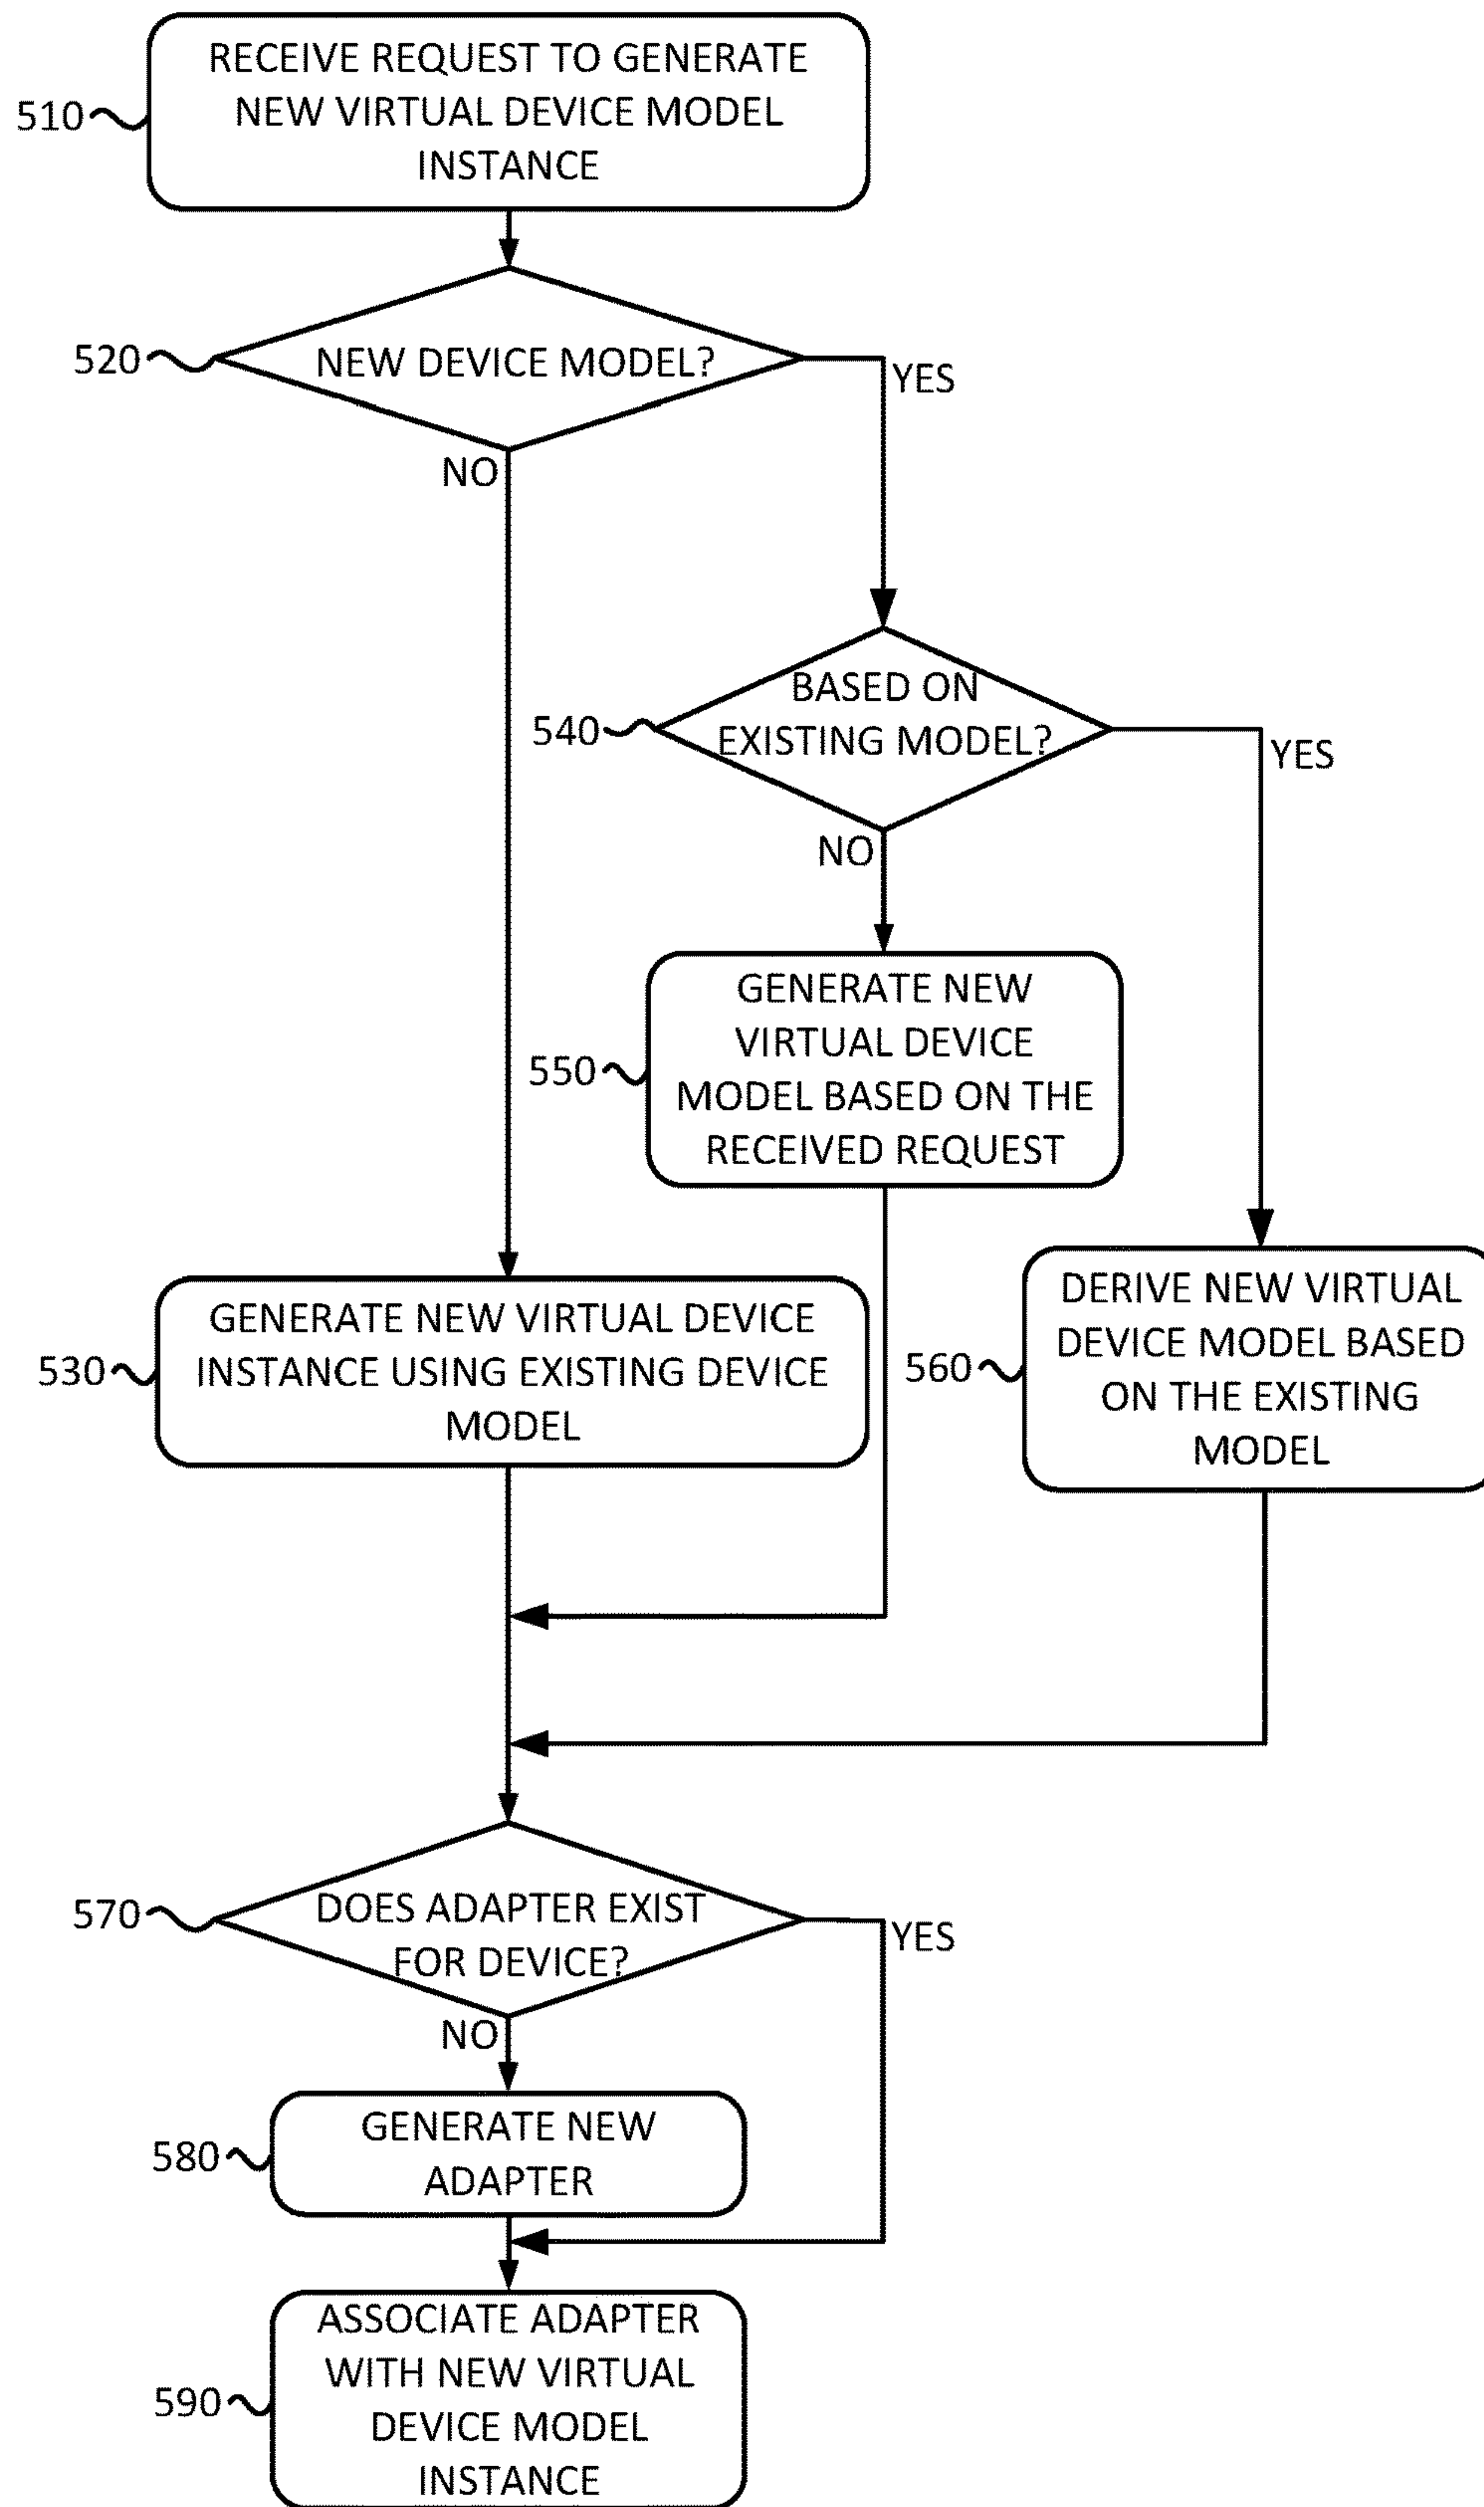 RECEIVE REQUEST TO GENERATE
NEW VIRTUAL DEVICE MODEL
INSTANCE
510
520
NEW DEVICE MODEL?
YES
NO
BASED ON
EXISTING MODEL?
540
YES
NO
GENERATE NEW
VIRTUAL DEVICE
MODEL BASED ON THE
RECEIVED REQUEST
550
GENERATE NEW VIRTUAL DEVICE
INSTANCE USING EXISTING DEVICE
MODEL
530
DERIVE NEW VIRTUAL
DEVICE MODEL BASED
ON THE EXISTING
MODEL
560
DOES ADAPTER EXIST
FOR DEVICE?
570
YES
NO
GENERATE NEW
ADAPTER
580
ASSOCIATE ADAPTER
WITH NEW VIRTUAL
DEVICE MODEL
INSTANCE
590